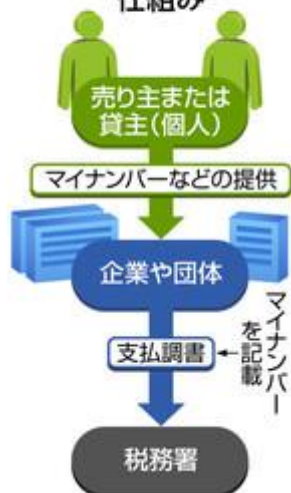 仕組み
売り主または
貸主(個人)
マイナンバーなどの提供
企業や団体
支払調書
マイナンバー
を記載
税務署